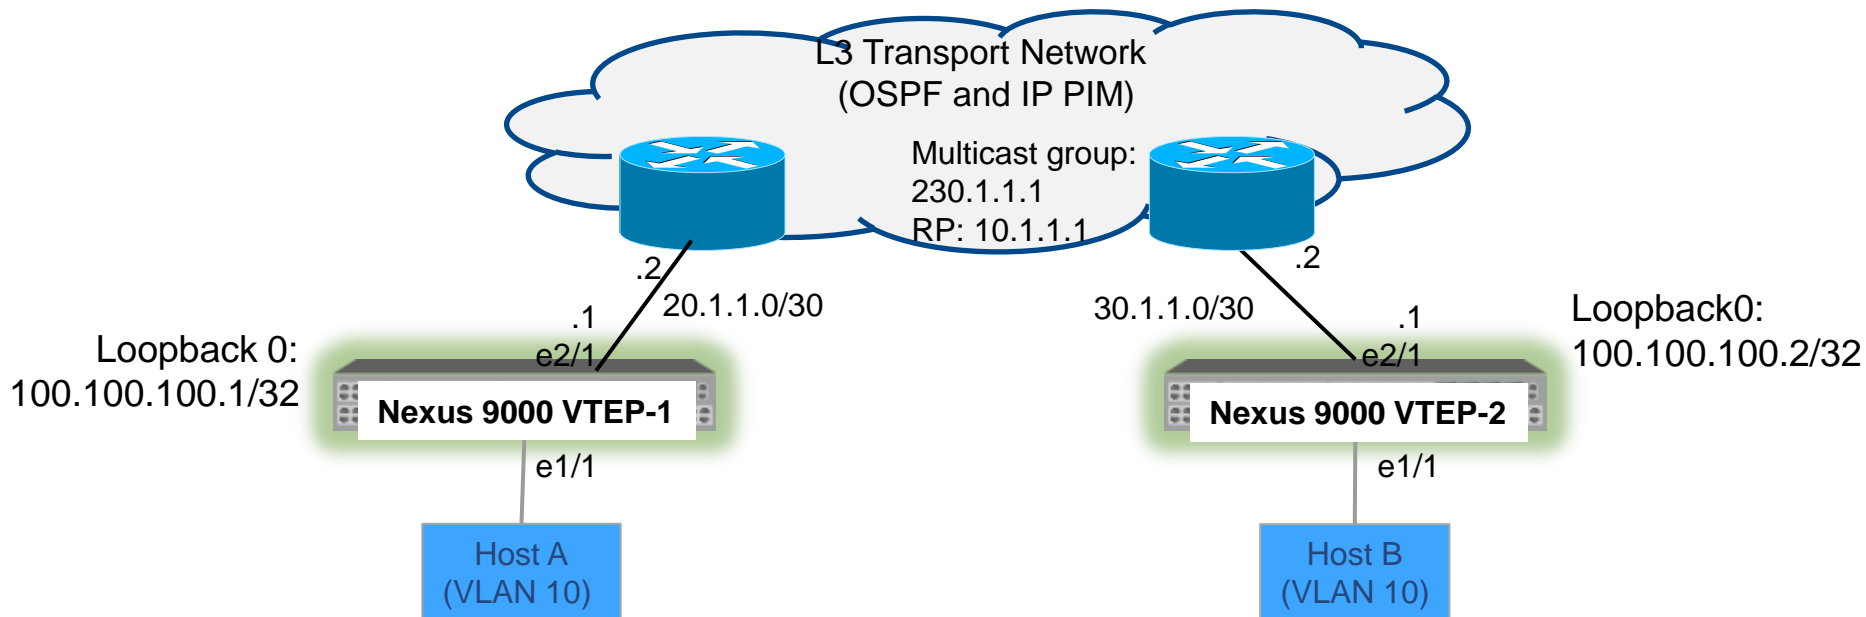 L3 Transport Network
(OSPF and IP PIM)
Multicast group:
230.1.1.1
RP: 10.1.1.1
.2
.2
20.1.1.0/30
30.1.1.0/30
.1
.1
e2/1
e2/1
Loopback 0:
100.100.100.1/32
Loopback0:
100.100.100.2/32
Nexus 9000 VTEP-1
Nexus 9000 VTEP-2
e1/1
e1/1
Host A
(VLAN 10)
Host B
(VLAN 10)